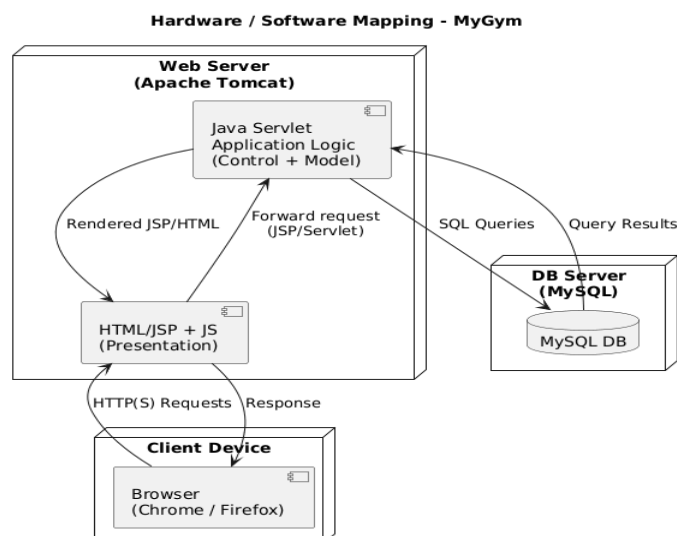 Hardware / Software Mapping - MyGym
Web Server
(Apache Tomcat)
Java Servlet
Application Logic
(Control + Model)
Rendered JSP/HTML
Forward request
(JSP/Servlet)
SQL Queries
Query Results
DB Server
(MySQL)
MySQL DB
HTML/JSP + JS
(Presentation)
HTTP(S) Requests
Response
Client Device
Browser
(Chrome / Firefox)